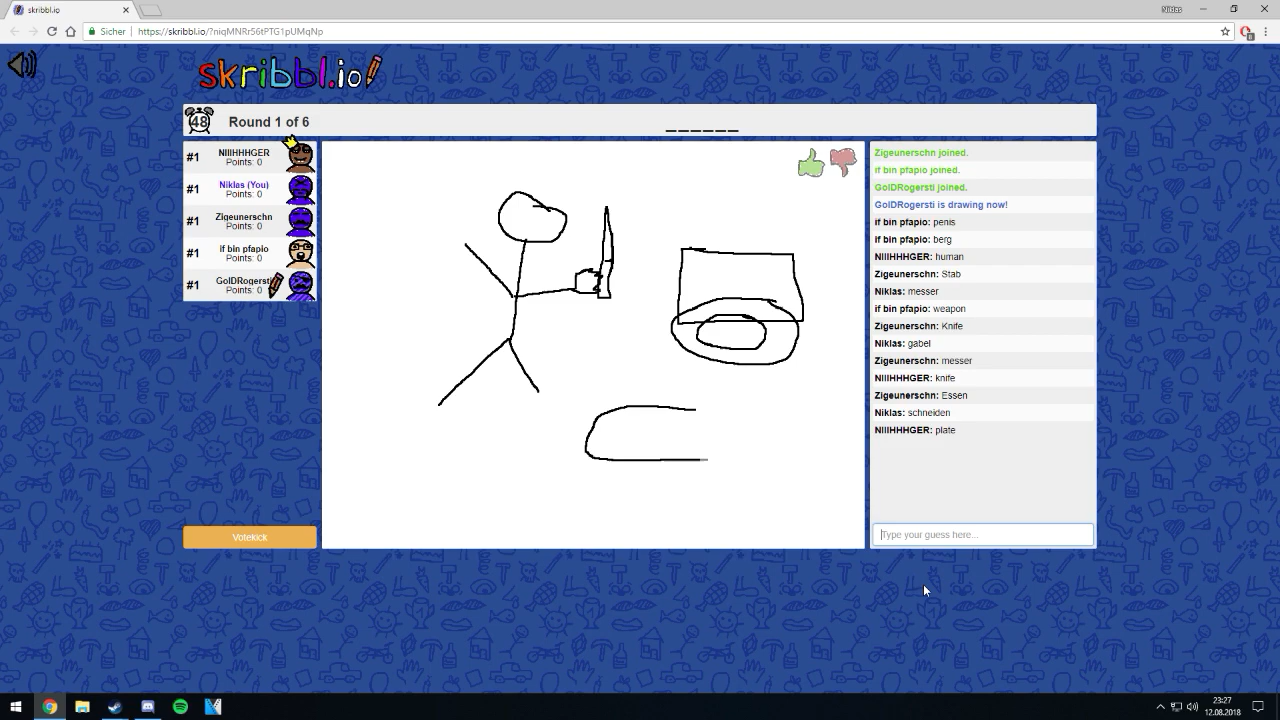 skribbl.io
Niklas
Sicher https://skribbl.io/?niqMNRr56tPTG1pUMqNp
skribbl.io
48 Round 1 of 6 ______
#1 NIIIHHHGER
Points: 0
#1 Niklas (You)
Points: 0
#1 Zigeunerschn
Points: 0
#1 if bin pfapio
Points: 0
#1 GolDRogersti
Points: 0
Votekick
Zigeunerschn joined.
if bin pfapio joined.
GolDRogersti joined.
GolDRogersti is drawing now!
if bin pfapio: penis
if bin pfapio: berg
NIIIHHHGER: human
Zigeunerschn: Stab
Niklas: messer
if bin pfapio: weapon
Zigeunerschn: Knife
Niklas: gabel
Zigeunerschn: messer
NIIIHHHGER: knife
Zigeunerschn: Essen
Niklas: schneiden
NIIIHHHGER: plate
Type your guess here...
23:27
12.08.2018